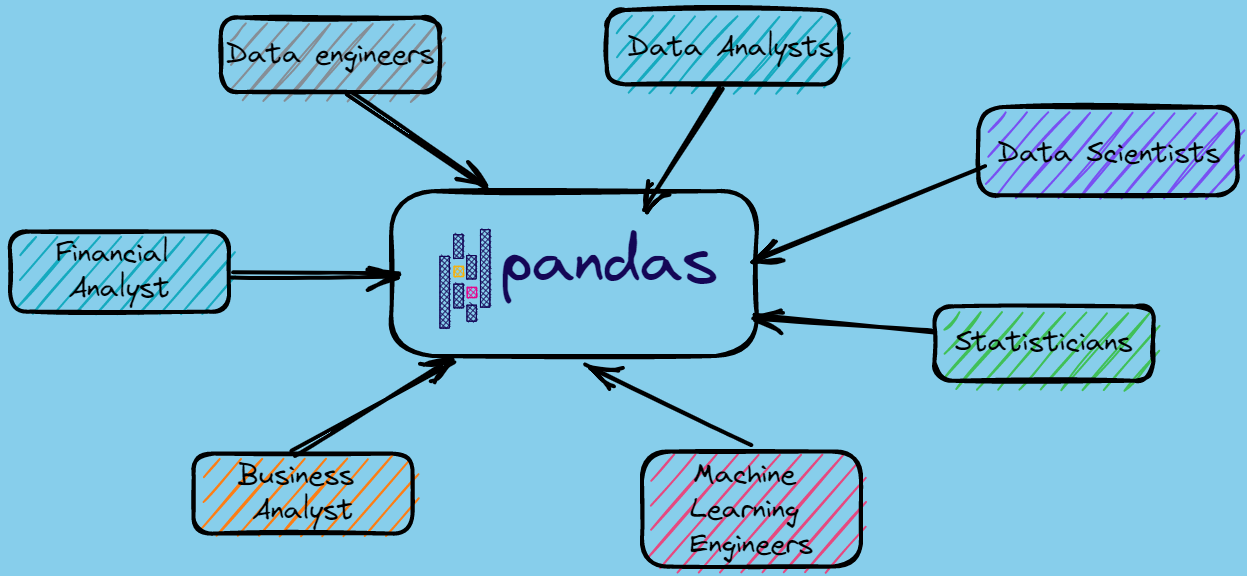 Data engineers
Data Analysts
Data Scientists
Financial
Analyst
pandas
Statisticians
Business
Analyst
Machine
Learning
Engineers